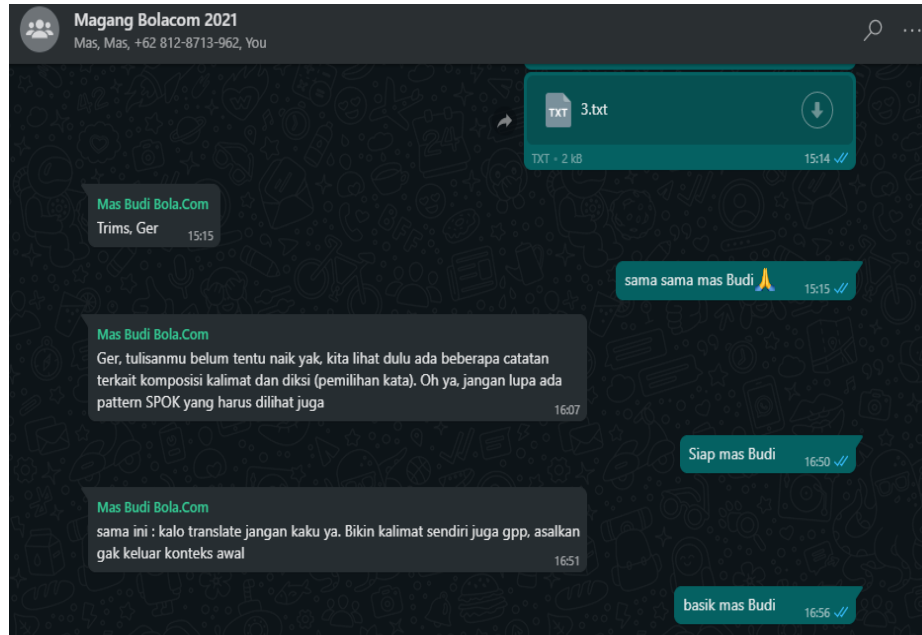 Magang Bolacom 2021
Mas, Mas, +62 812-8713-962, You
TXT
3.txt
TXT • 2 kB
15:14
Mas Budi Bola.Com
Trims, Ger
15:15
sama sama mas Budi🙏
15:15
Mas Budi Bola.Com
Ger, tulisanmu belum tentu naik yak, kita lihat dulu ada beberapa catatan
terkait komposisi kalimat dan diksi (pemilihan kata). Oh ya, jangan lupa ada
pattern SPOK yang harus dilihat juga
16:07
Siap mas Budi
16:50
Mas Budi Bola.Com
sama ini : kalo translate jangan kaku ya. Bikin kalimat sendiri juga gpp, asalkan
gak keluar konteks awal
16:51
basik mas Budi
16:56